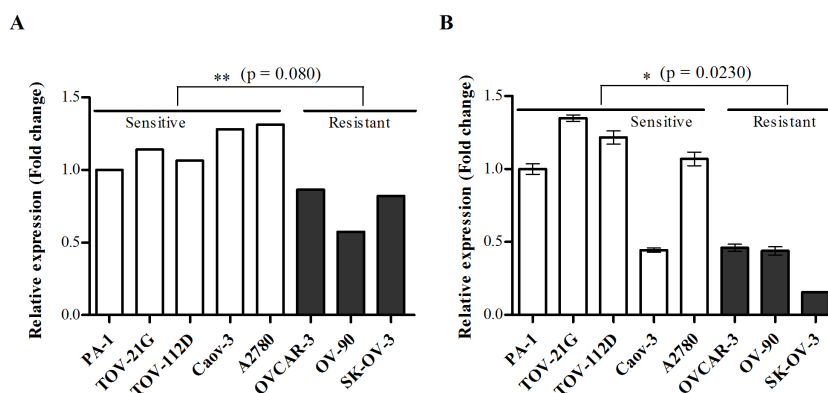 A
B
** (p = 0.080)
* (p = 0.0230)
Relative expression (Fold change)
1.5
1.0
0.5
0.0
Sensitive
Resistant
PA-1
TOV-21G
TOV-112D
Caov-3
A2780
OVCAR-3
OV-90
SK-OV-3
Relative expression (Fold change)
1.5
1.0
0.5
0.0
Sensitive
Resistant
PA-1
TOV-21G
TOV-112D
Caov-3
A2780
OVCAR-3
OV-90
SK-OV-3